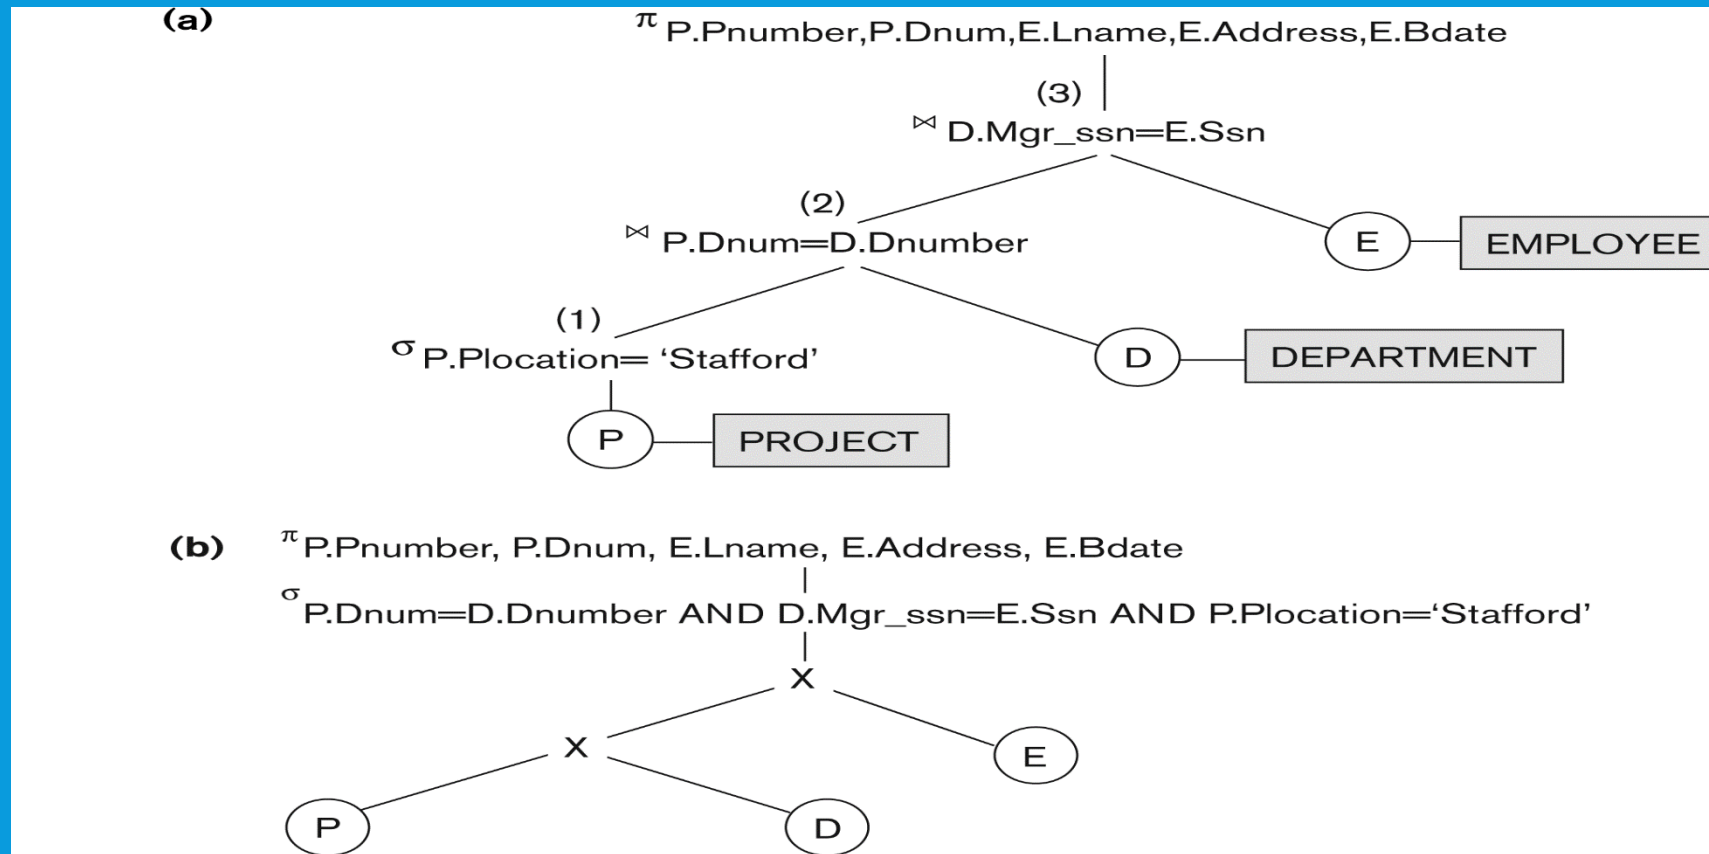 (a)
π P.Pnumber,P.Dnum,E.Lname,E.Address,E.Bdate
(3)
⋈ D.Mgr_ssn=E.Ssn
(2)
⋈ P.Dnum=D.Dnumber
E
EMPLOYEE
(1)
σ P.Plocation= ‘Stafford’
D
DEPARTMENT
P
PROJECT
(b)
π P.Pnumber, P.Dnum, E.Lname, E.Address, E.Bdate
σ P.Dnum=D.Dnumber AND D.Mgr_ssn=E.Ssn AND P.Plocation=‘Stafford’
X
X
E
P
D